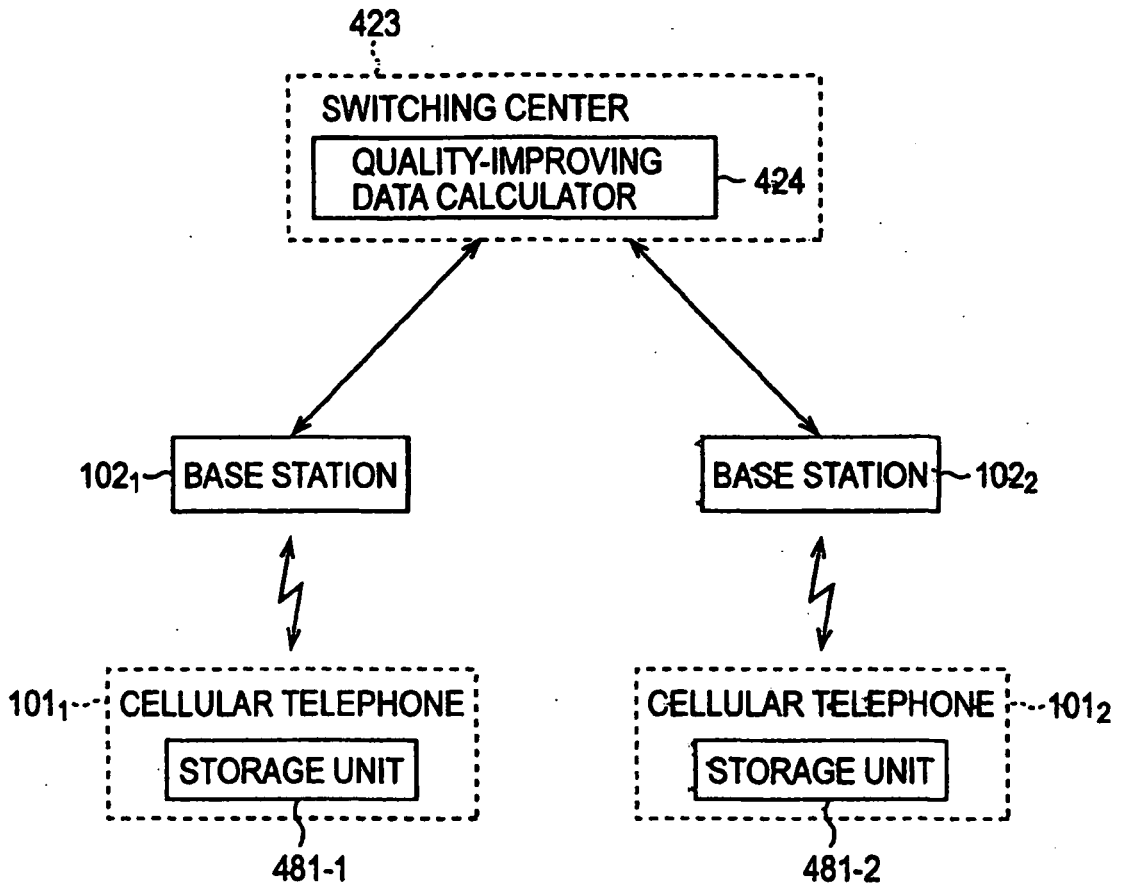 423
SWITCHING CENTER
QUALITY-IMPROVING
DATA CALCULATOR
424
102₁
BASE STATION
BASE STATION
102₂
101₁
CELLULAR TELEPHONE
CELLULAR TELEPHONE
101₂
STORAGE UNIT
STORAGE UNIT
481-1
481-2